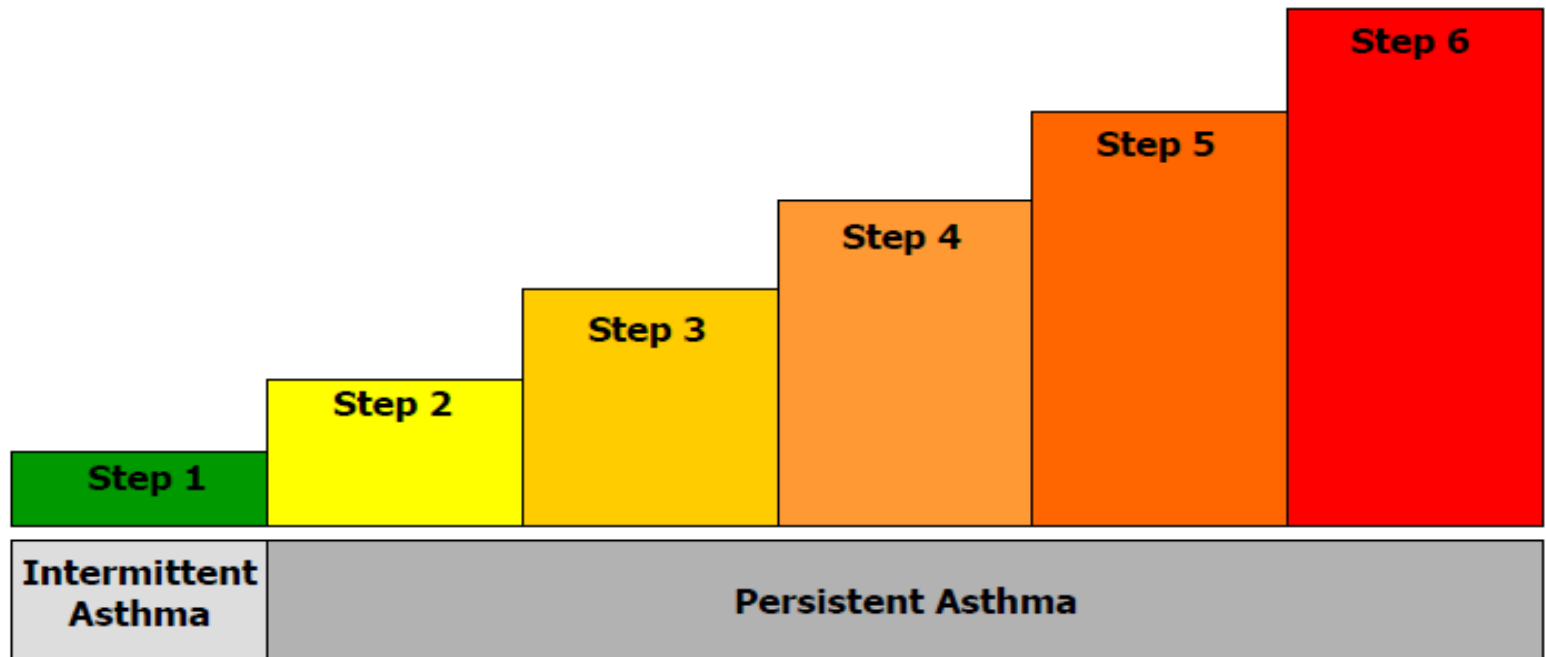 Step 6
Step 5
Step 4
Step 3
Step 2
Step 1
Intermittent
Asthma
Persistent Asthma